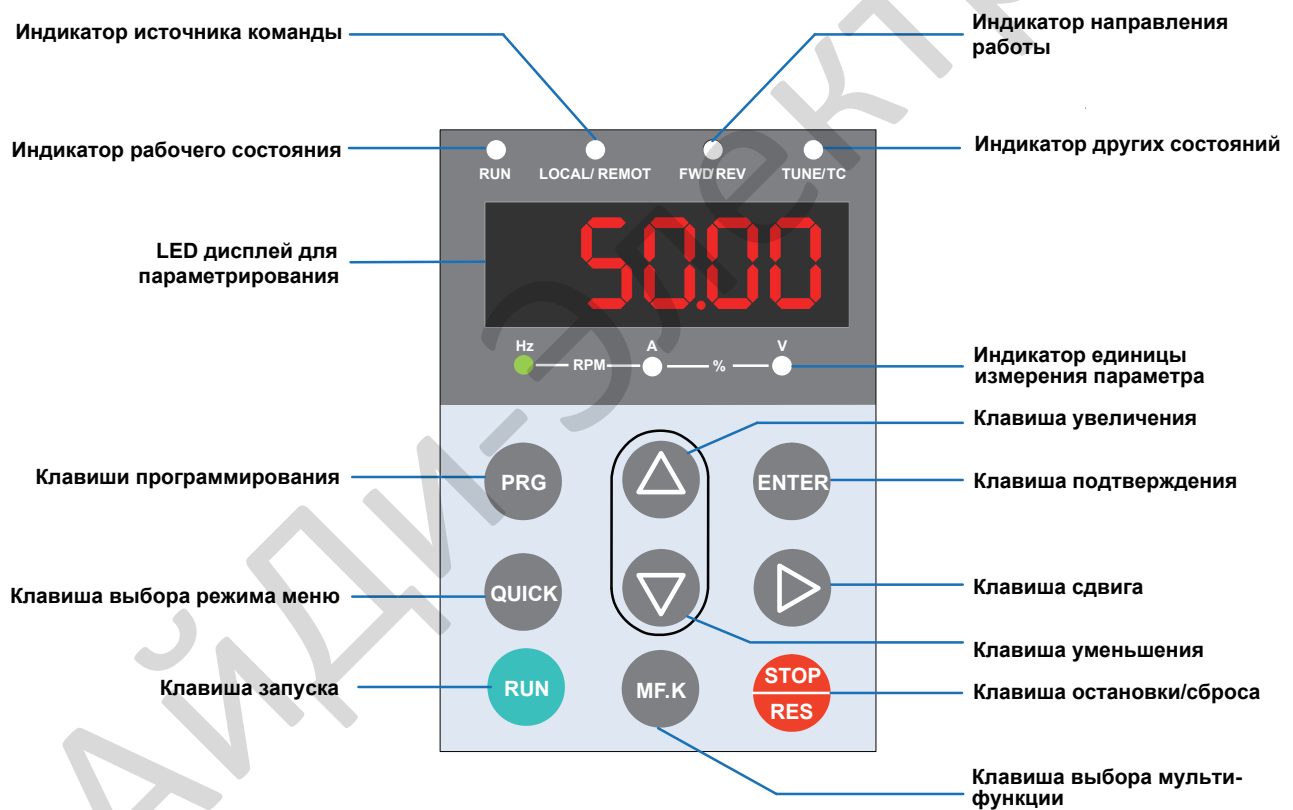 Индикатор источника команды
Индикатор направления
работы
Индикатор рабочего состояния
Индикатор других состояний
RUN LOCAL/ REMOT FWD/REV TUNE/TC
LED дисплей для
параметрирования
50.00
Hz A V
RPM %
Индикатор единицы
измерения параметра
Клавиша увеличения
Клавиши программирования
PRG
ENTER
Клавиша подтверждения
Клавиша выбора режима меню
QUICK
Клавиша сдвига
Клавиша уменьшения
Клавиша запуска
RUN
MF.K
STOP
RES
Клавиша остановки/сброса
Клавиша выбора мульти-
функции
АйДи-Электр